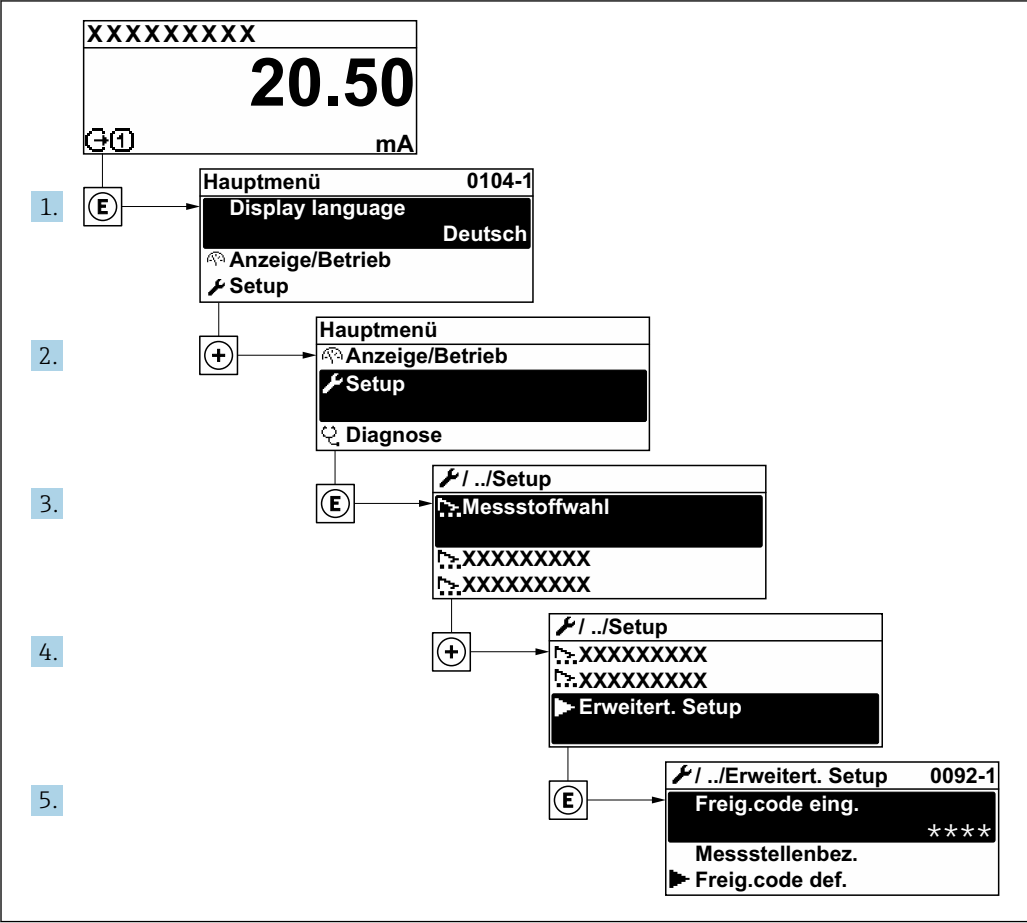 XXXXXXXXX
20.50
1 mA
1. E
Hauptmenü 0104-1
Display language
Deutsch
Anzeige/Betrieb
Setup
2. +
Hauptmenü
Anzeige/Betrieb
Setup
Diagnose
3. E
/ ../Setup
Messstoffwahl
XXXXXXXXX
XXXXXXXXX
4. +
/ ../Setup
XXXXXXXXX
XXXXXXXXX
Erweitert. Setup
5. E
/ ../Erweitert. Setup 0092-1
Freig.code eing.
****
Messstellenbez.
Freig.code def.